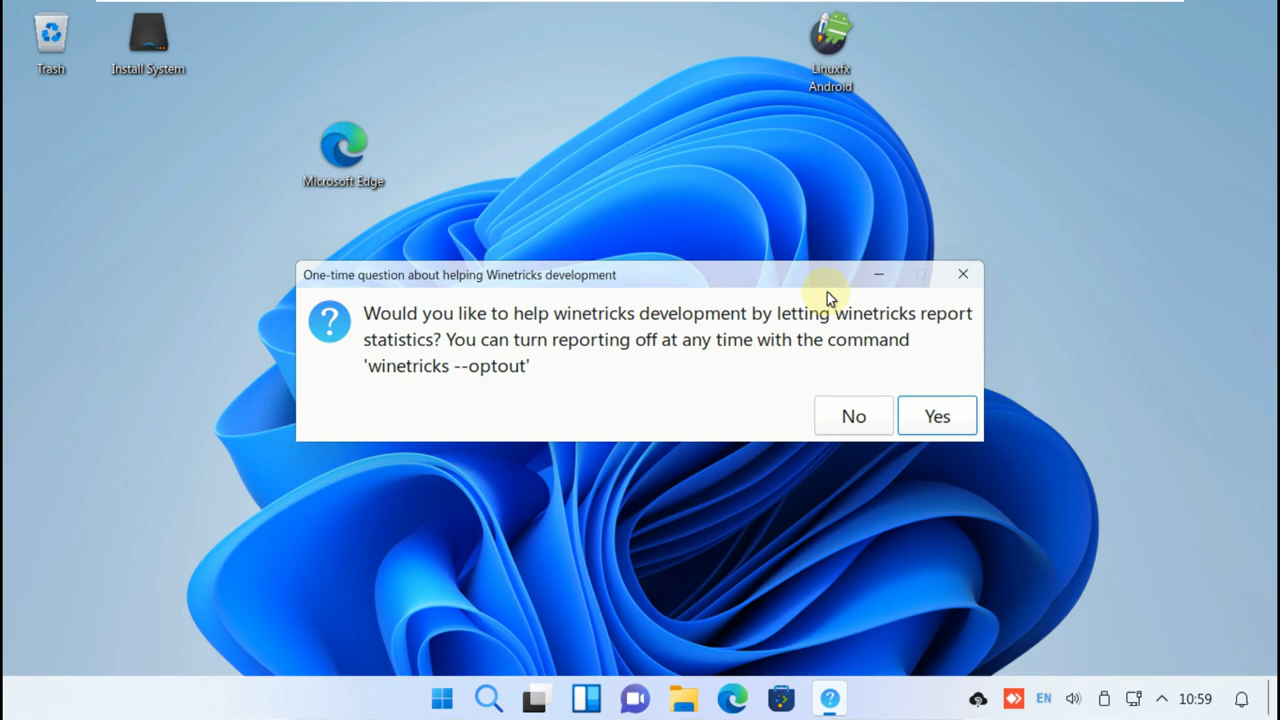 Trash
Install System
Linuxfx
Android
Microsoft Edge
One-time question about helping Winetricks development
Would you like to help winetricks development by letting winetricks report
statistics? You can turn reporting off at any time with the command
'winetricks --optout'
No
Yes
EN
10:59